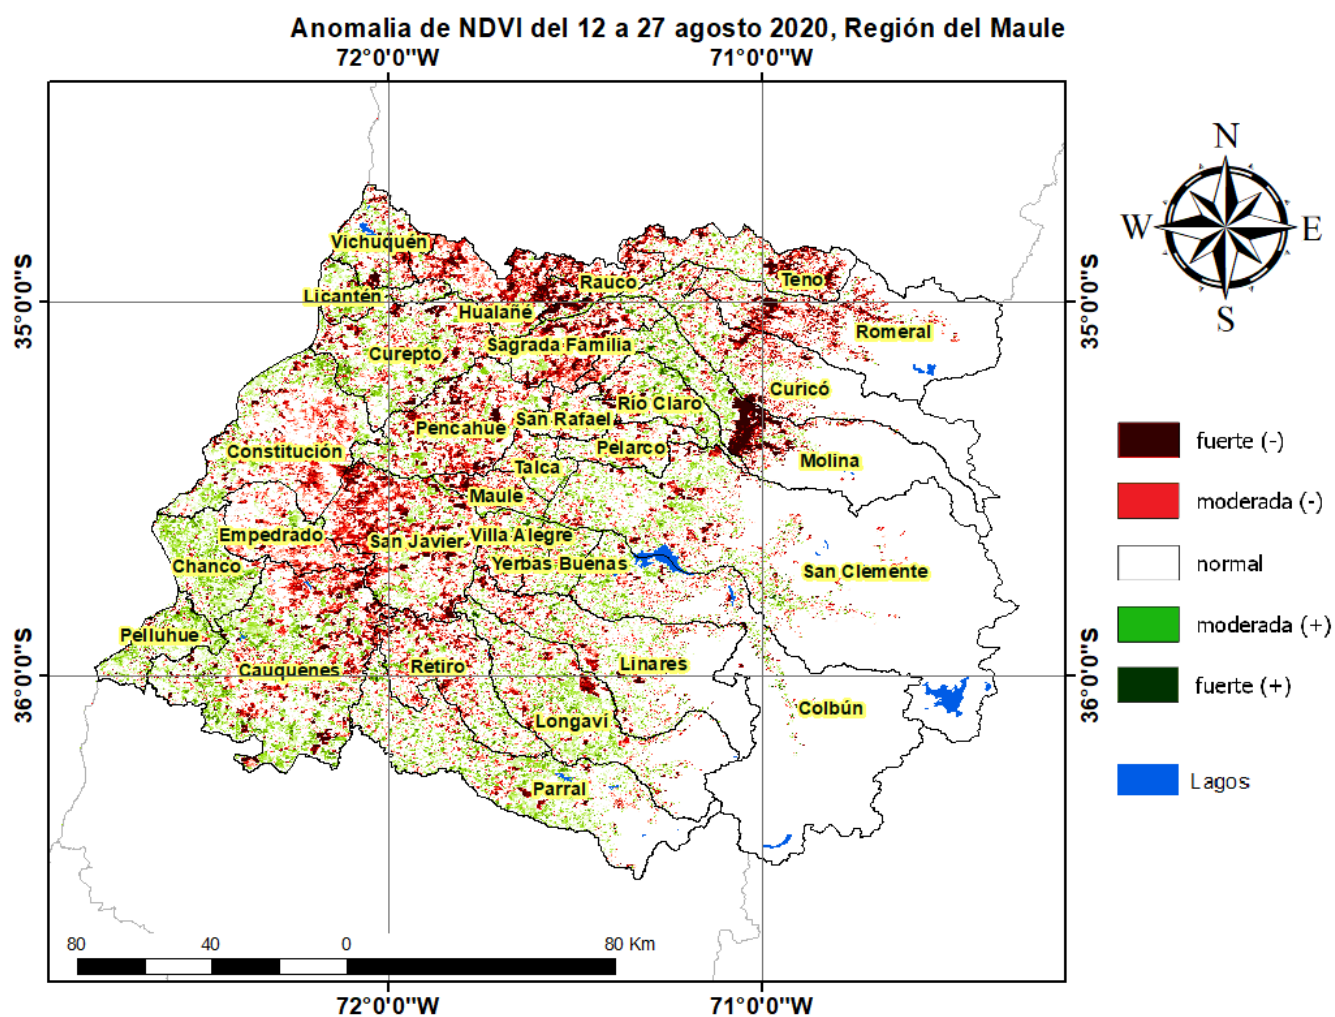 Anomalia de NDVI del 12 a 27 agosto 2020, Región del Maule
72°0'0"W
71°0'0"W
N
W
E
S
35°0'0"S
35°0'0"S
Vichuquén
Licantén
Hualañe
Rauco
Teno
Romeral
Curepto
Sagrada Familia
Curicó
Río Claro
San Rafael
Pencahue
Pelarco
Molina
Constitución
Talca
Maule
Empedrado
San Javier
Villa Alegre
Yerbas Buenas
San Clemente
Chanco
Pelluhue
Cauquenes
Retiro
Linares
Colbún
Longaví
Parral
36°0'0"S
36°0'0"S
fuerte (-)
moderada (-)
normal
moderada (+)
fuerte (+)
Lagos
80 40 0 80 Km
72°0'0"W
71°0'0"W